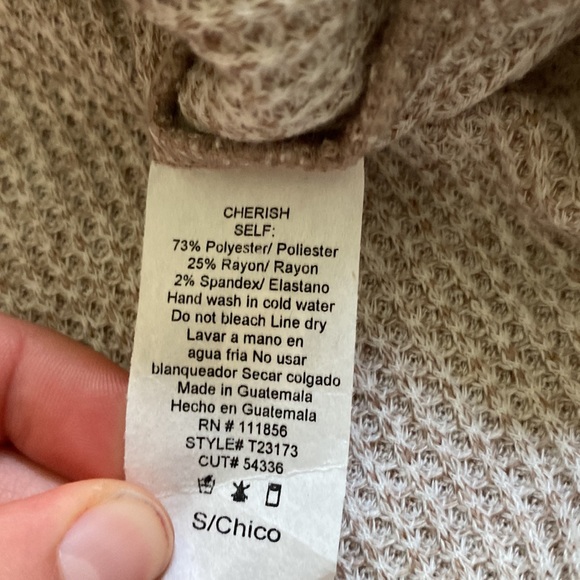 CHERISH
SELF:
73% Polyester/ Poliester
25% Rayon/ Rayon
2% Spandex/ Elastano
Hand wash in cold water
Do not bleach Line dry
Lavar a mano en
agua fria No usar
blanqueador Secar colgado
Made in Guatemala
Hecho en Guatemala
RN # 111856
STYLE# T23173
CUT# 54336
S/Chico